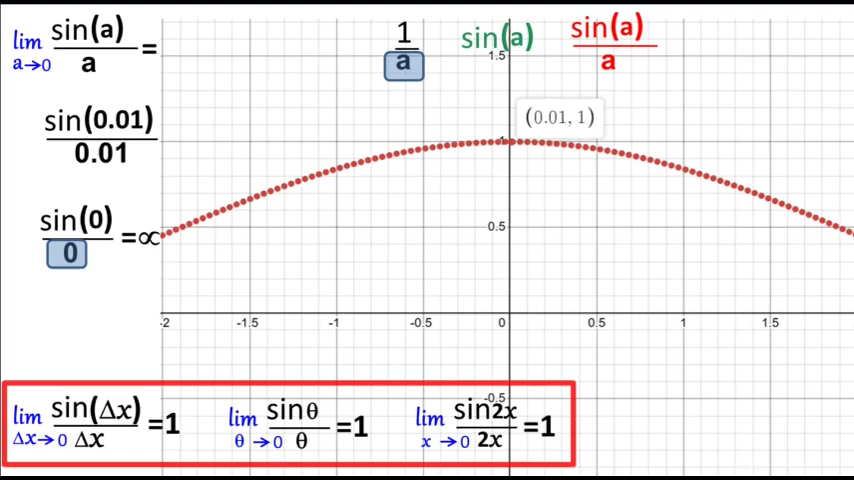 lim a→0 sin(a)/a =
1/a
sin(a)
sin(a)/a
sin(0.01)/0.01
sin(0)/0 =∝
(0.01, 1)
1.5
1
0.5
-2 -1.5 -1 -0.5 0 0.5 1 1.5
-0.5
lim Δx→0 sin(Δx)/Δx =1
lim θ→0 sinθ/θ =1
lim x→0 sin2x/2x =1